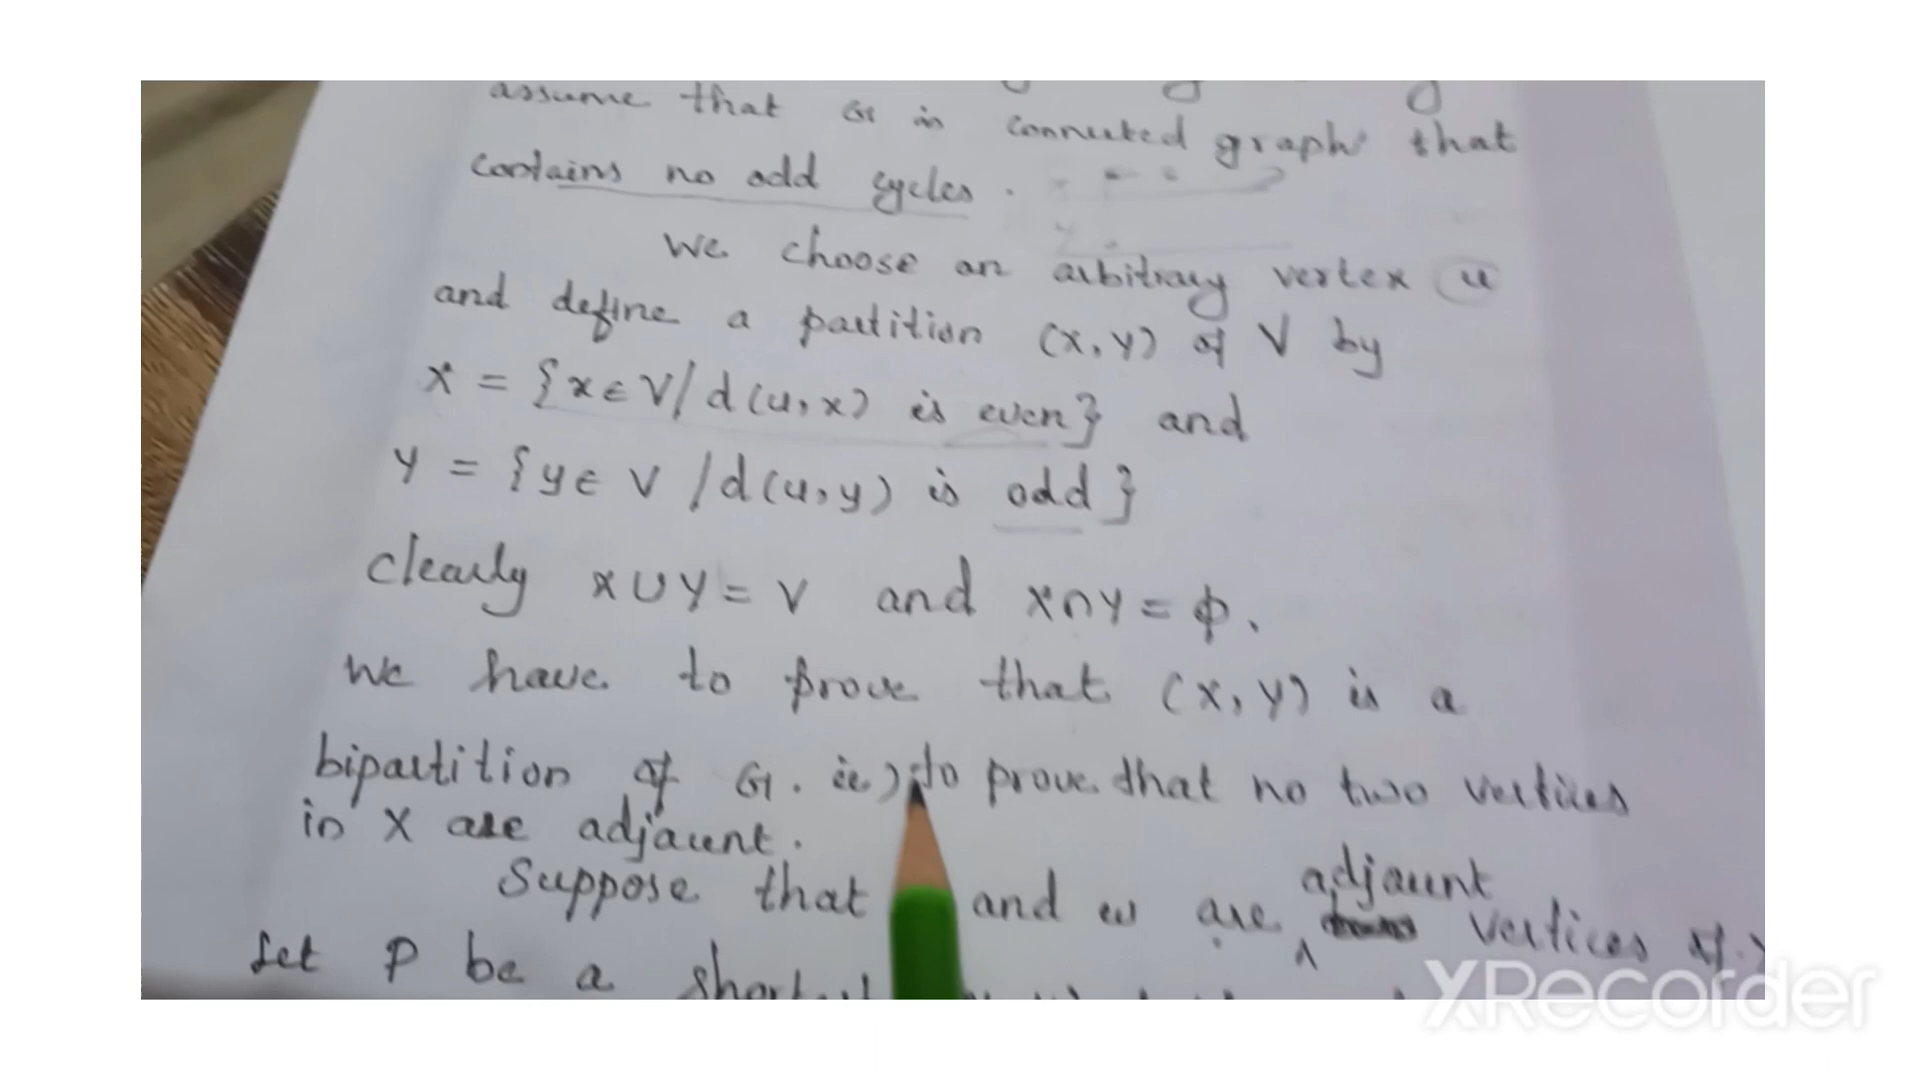 assume that G is connected graph that
contains no odd cycles.
We choose an arbitrary vertex u
and define a partition (X, Y) of V by
X = {x ∈ V / d(u, x) is even} and
Y = {y ∈ V / d(u, y) is odd}
clearly X ∪ Y = V and X ∩ Y = ϕ.
We have to prove that (X, Y) is a
bipartition of G. ie) to prove that no two vertices
in X are adjacent.
Suppose that and w are adjacent vertices of
Let P be a
XRecorder